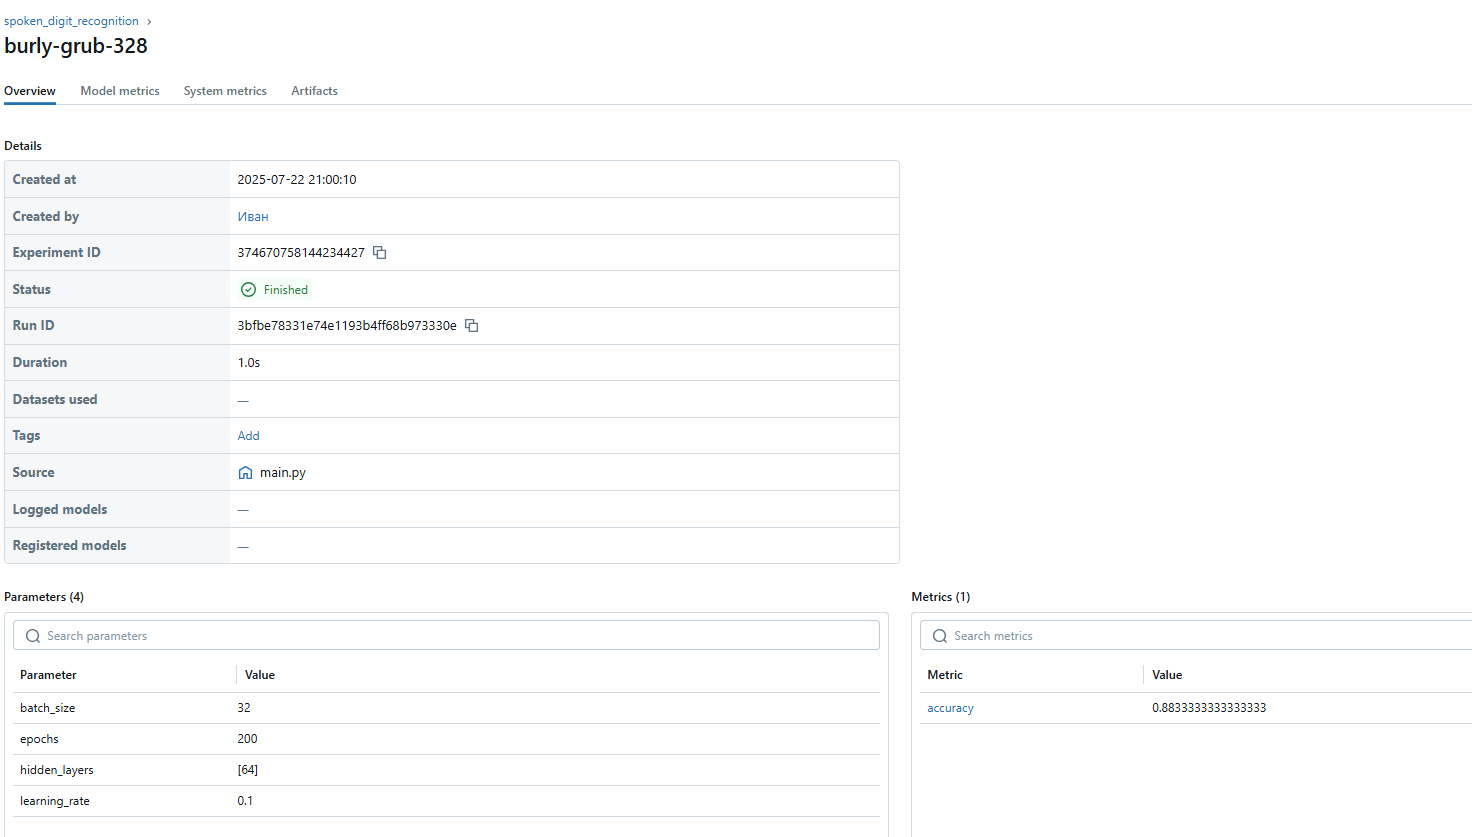 spoken_digit_recognition ›
burly-grub-328
Overview Model metrics System metrics Artifacts
Details
Created at 2025-07-22 21:00:10
Created by Иван
Experiment ID 374670758144234427
Status Finished
Run ID 3bfbe78331e74e1193b4ff68b973330e
Duration 1.0s
Datasets used —
Tags Add
Source main.py
Logged models —
Registered models —
Parameters (4)
Search parameters
Parameter Value
batch_size 32
epochs 200
hidden_layers [64]
learning_rate 0.1
Metrics (1)
Search metrics
Metric Value
accuracy 0.8833333333333333